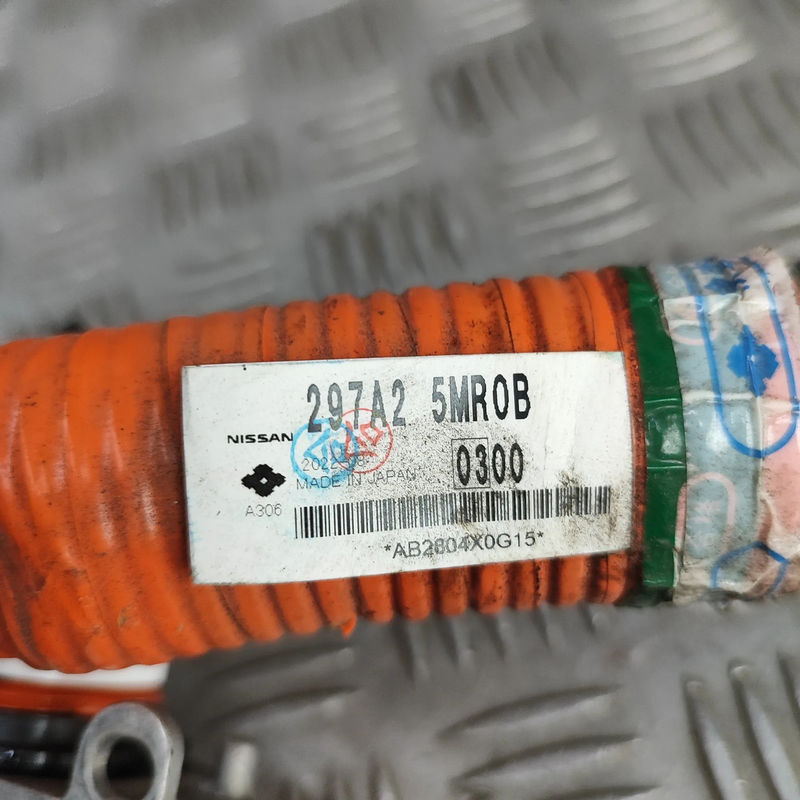 297A2 5MR0B
NISSAN
0300
MADE IN JAPAN
A306
*AB2804X0G15*